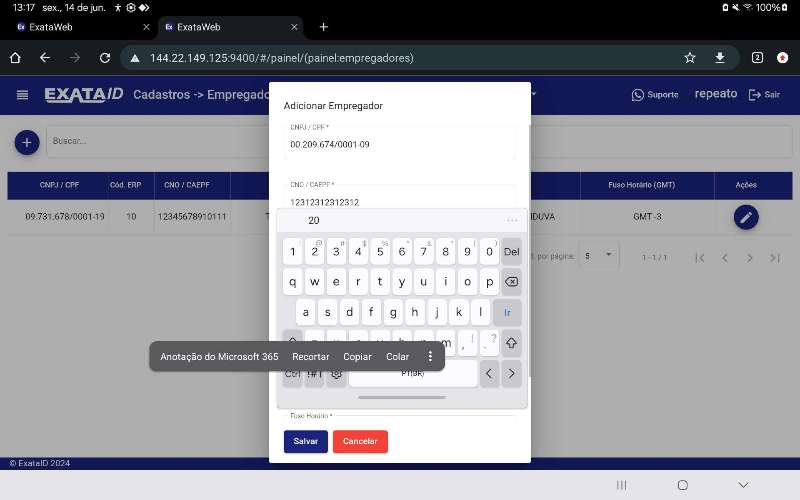 13:17 sex., 14 de jun. 100%
ExataWeb
ExataWeb
144.22.149.125:9400/#/painel/(painel:empregadores)
2
EXATAID Cadastros -> Empregado
Suporte repeato Sair
Buscar...
Adicionar Empregador
CNPJ / CPF *
00.209.674/0001-09
CNO / CAEPF *
12312312312312
CNPJ / CPF Cód. ERP CNO / CAEPF Fuso Horário (GMT) Ações
09.731.678/0001-19 10 12345678910111 T NDUVA GMT -3
por página: 5 1 - 1 / 1
20
1 2 3 4 5 6 7 8 9 0 Del
q w e r t y u i o p
a s d f g h j k l Ir
m , ! . ?
Anotação do Microsoft 365 Recortar Copiar Colar
Ctrl !#1 PT(BR) < >
Fuso Horário *
Salvar Cancelar
© ExataID 2024